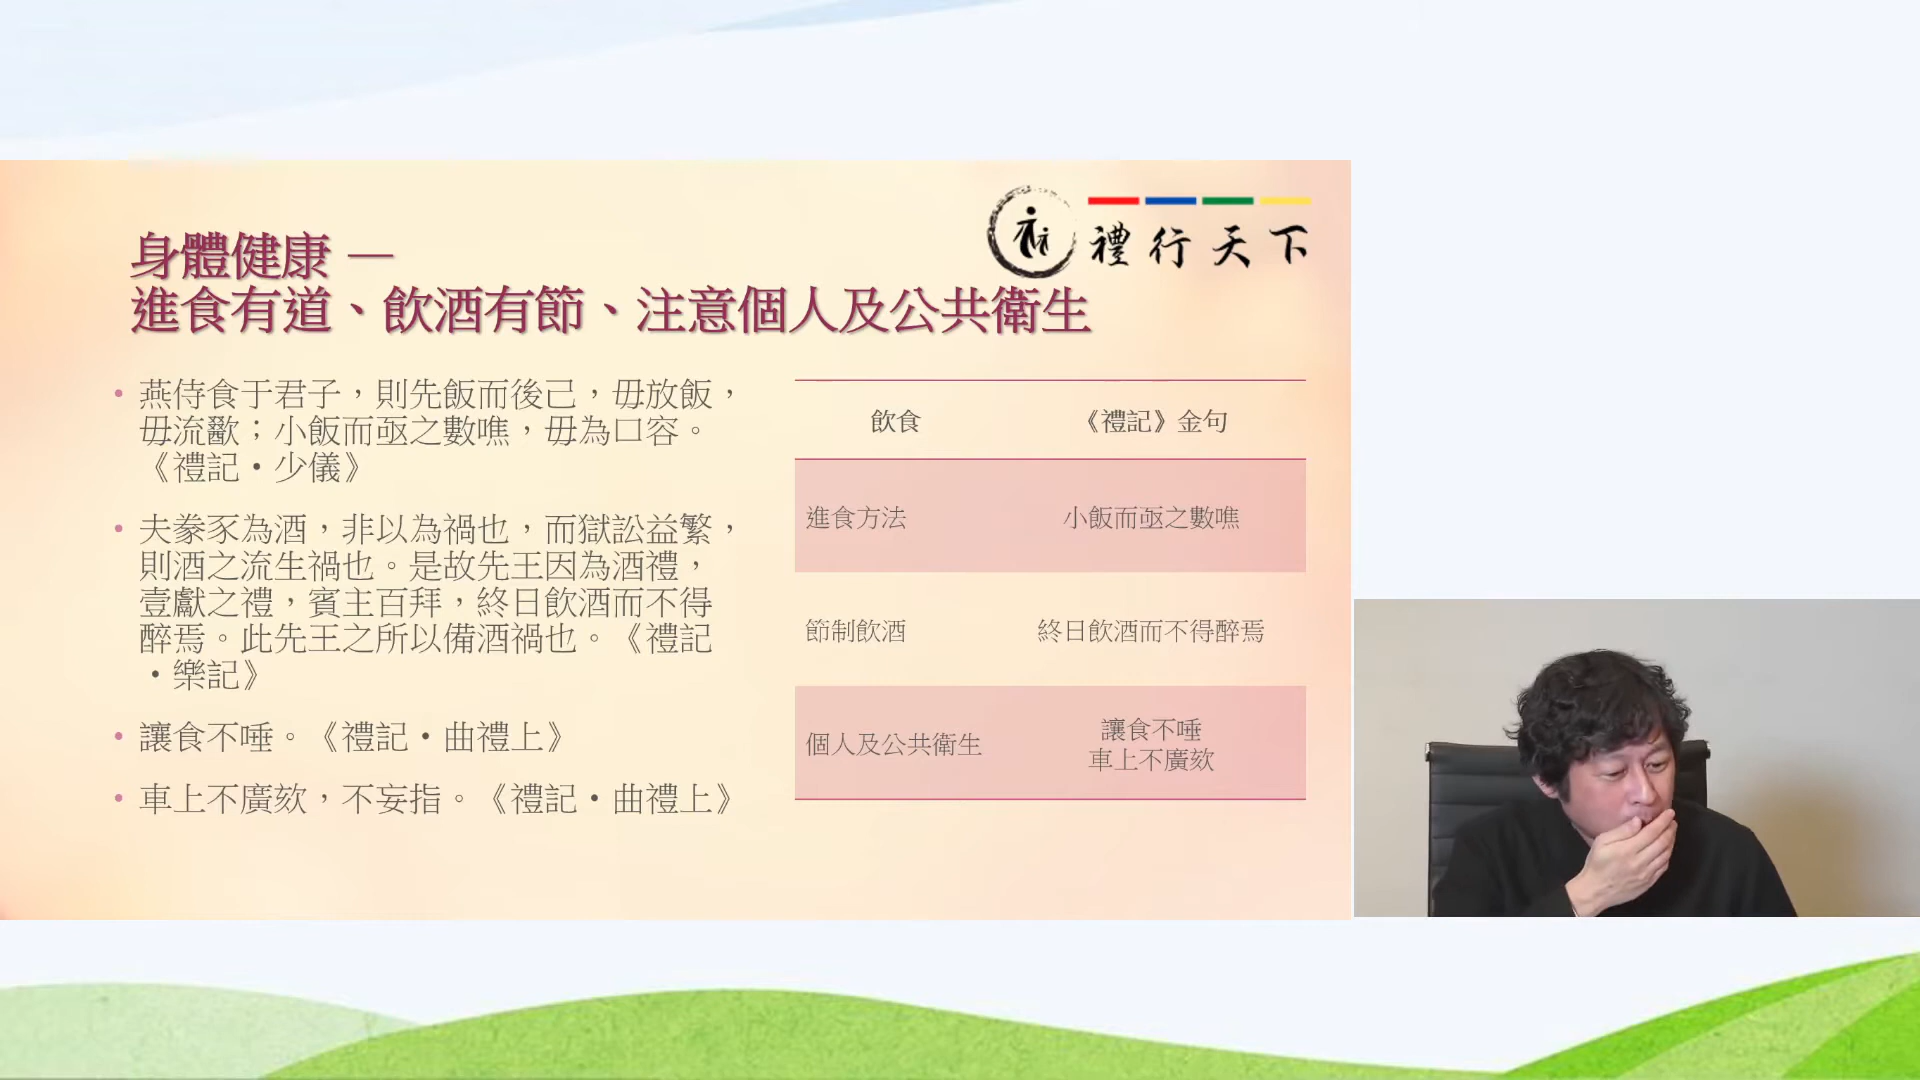 禮行天下
身體健康 —
進食有道、飲酒有節、注意個人及公共衛生
• 燕侍食于君子，則先飯而後己，毋放飯，
毋流歠；小飯而亟之數噍，毋為口容。
《禮記•少儀》
• 夫豢豕為酒，非以為禍也，而獄訟益繁，
則酒之流生禍也。是故先王因為酒禮，
壹獻之禮，賓主百拜，終日飲酒而不得
醉焉。此先王之所以備酒禍也。《禮記
•樂記》
• 讓食不唾。《禮記•曲禮上》
• 車上不廣欬，不妄指。《禮記•曲禮上》
飲食 《禮記》金句
進食方法 小飯而亟之數噍
節制飲酒 終日飲酒而不得醉焉
個人及公共衛生 讓食不唾
車上不廣欬